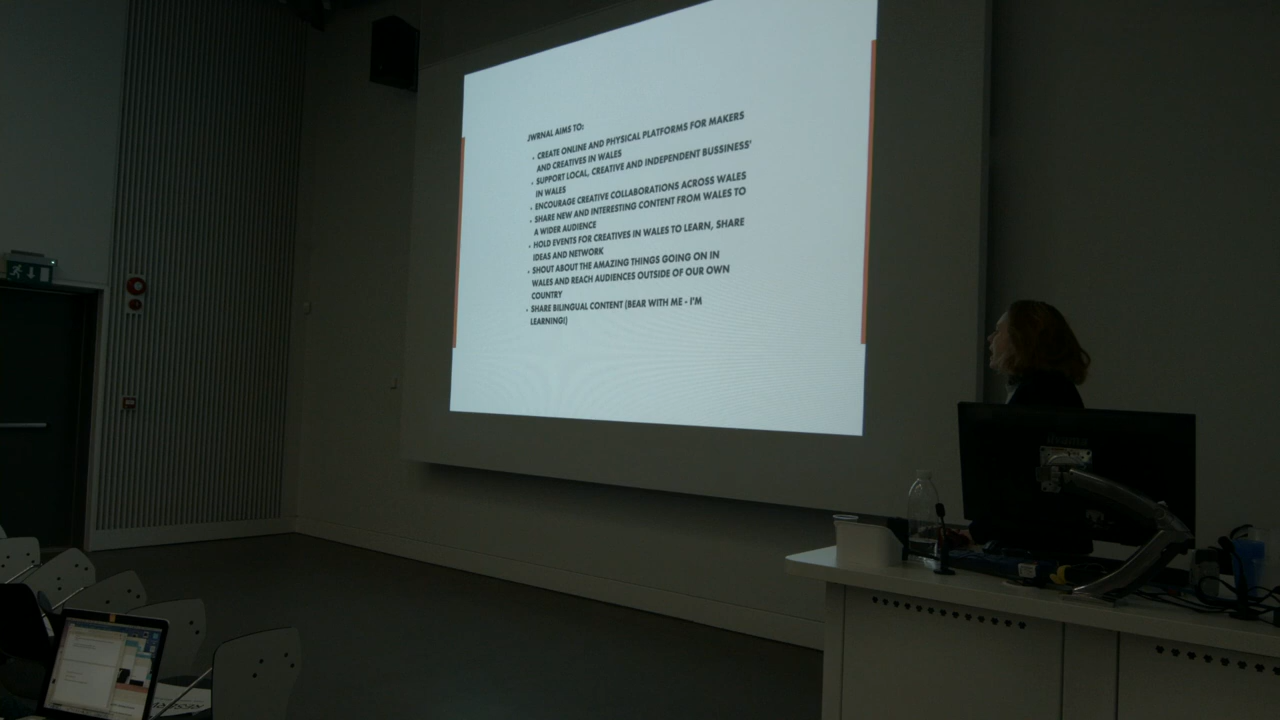 JWRNAL AIMS TO:
• CREATE ONLINE AND PHYSICAL PLATFORMS FOR MAKERS
AND CREATIVES IN WALES
• SUPPORT LOCAL, CREATIVE AND INDEPENDENT BUSSINESS'
IN WALES
• ENCOURAGE CREATIVE COLLABORATIONS ACROSS WALES
• SHARE NEW AND INTERESTING CONTENT FROM WALES TO
A WIDER AUDIENCE
• HOLD EVENTS FOR CREATIVES IN WALES TO LEARN, SHARE
IDEAS AND NETWORK
• SHOUT ABOUT THE AMAZING THINGS GOING ON IN
WALES AND REACH AUDIENCES OUTSIDE OF OUR OWN
COUNTRY
• SHARE BILINGUAL CONTENT (BEAR WITH ME - I'M
LEARNING!)